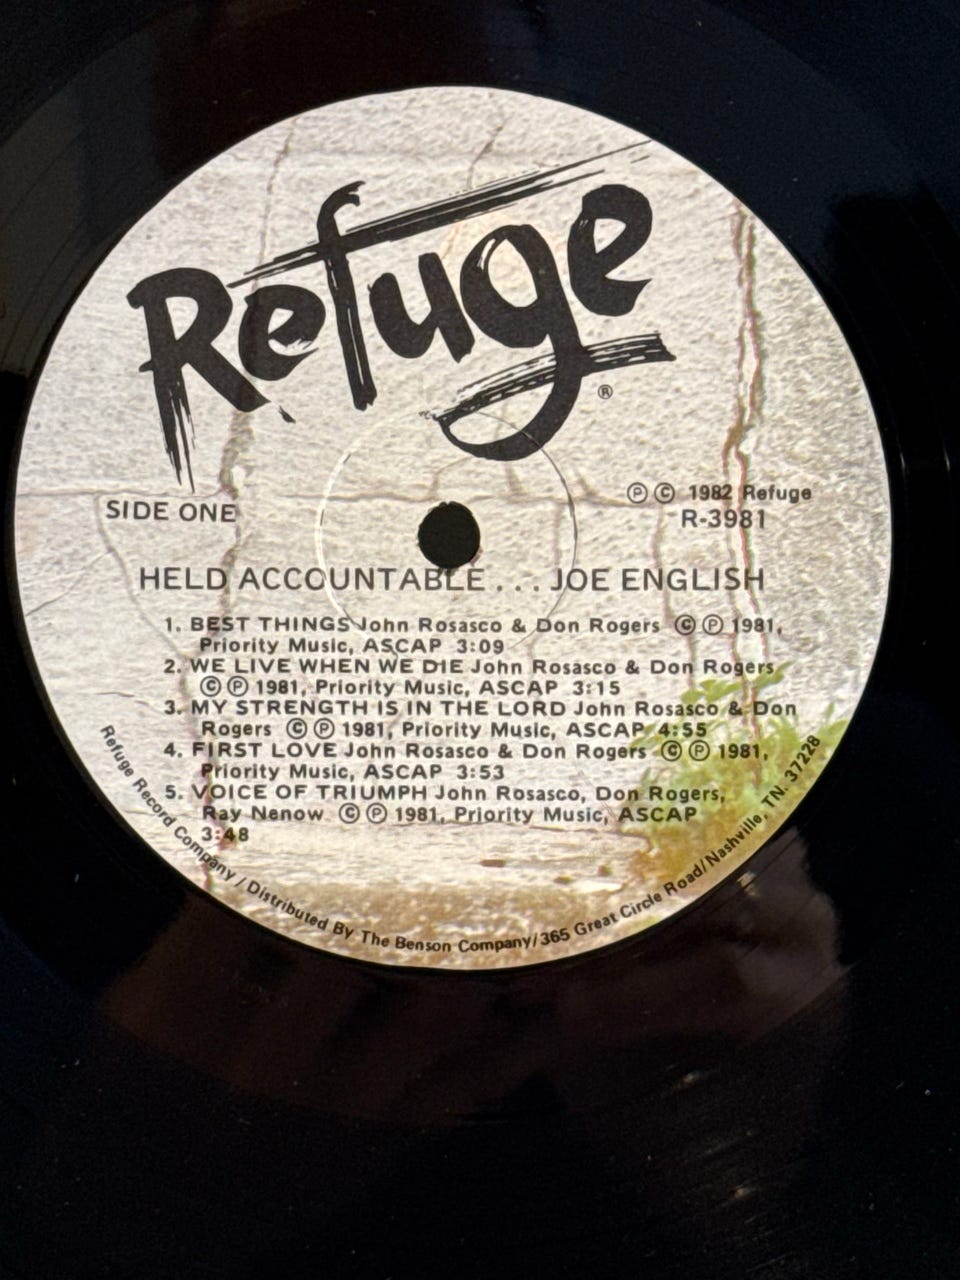 Refuge
®
SIDE ONE
Ⓟ © 1982 Refuge
R-3981
HELD ACCOUNTABLE . . . JOE ENGLISH
1. BEST THINGS John Rosasco & Don Rogers © Ⓟ 1981,
Priority Music, ASCAP 3:09
2. WE LIVE WHEN WE DIE John Rosasco & Don Rogers
© Ⓟ 1981, Priority Music, ASCAP 3:15
3. MY STRENGTH IS IN THE LORD John Rosasco & Don
Rogers © Ⓟ 1981, Priority Music, ASCAP 4:55
4. FIRST LOVE John Rosasco & Don Rogers © Ⓟ 1981,
Priority Music, ASCAP 3:53
5. VOICE OF TRIUMPH John Rosasco, Don Rogers,
Ray Nenow © Ⓟ 1981, Priority Music, ASCAP
3:48
Refuge Record Company / Distributed By The Benson Company/365 Great Circle Road/Nashville, TN. 37228